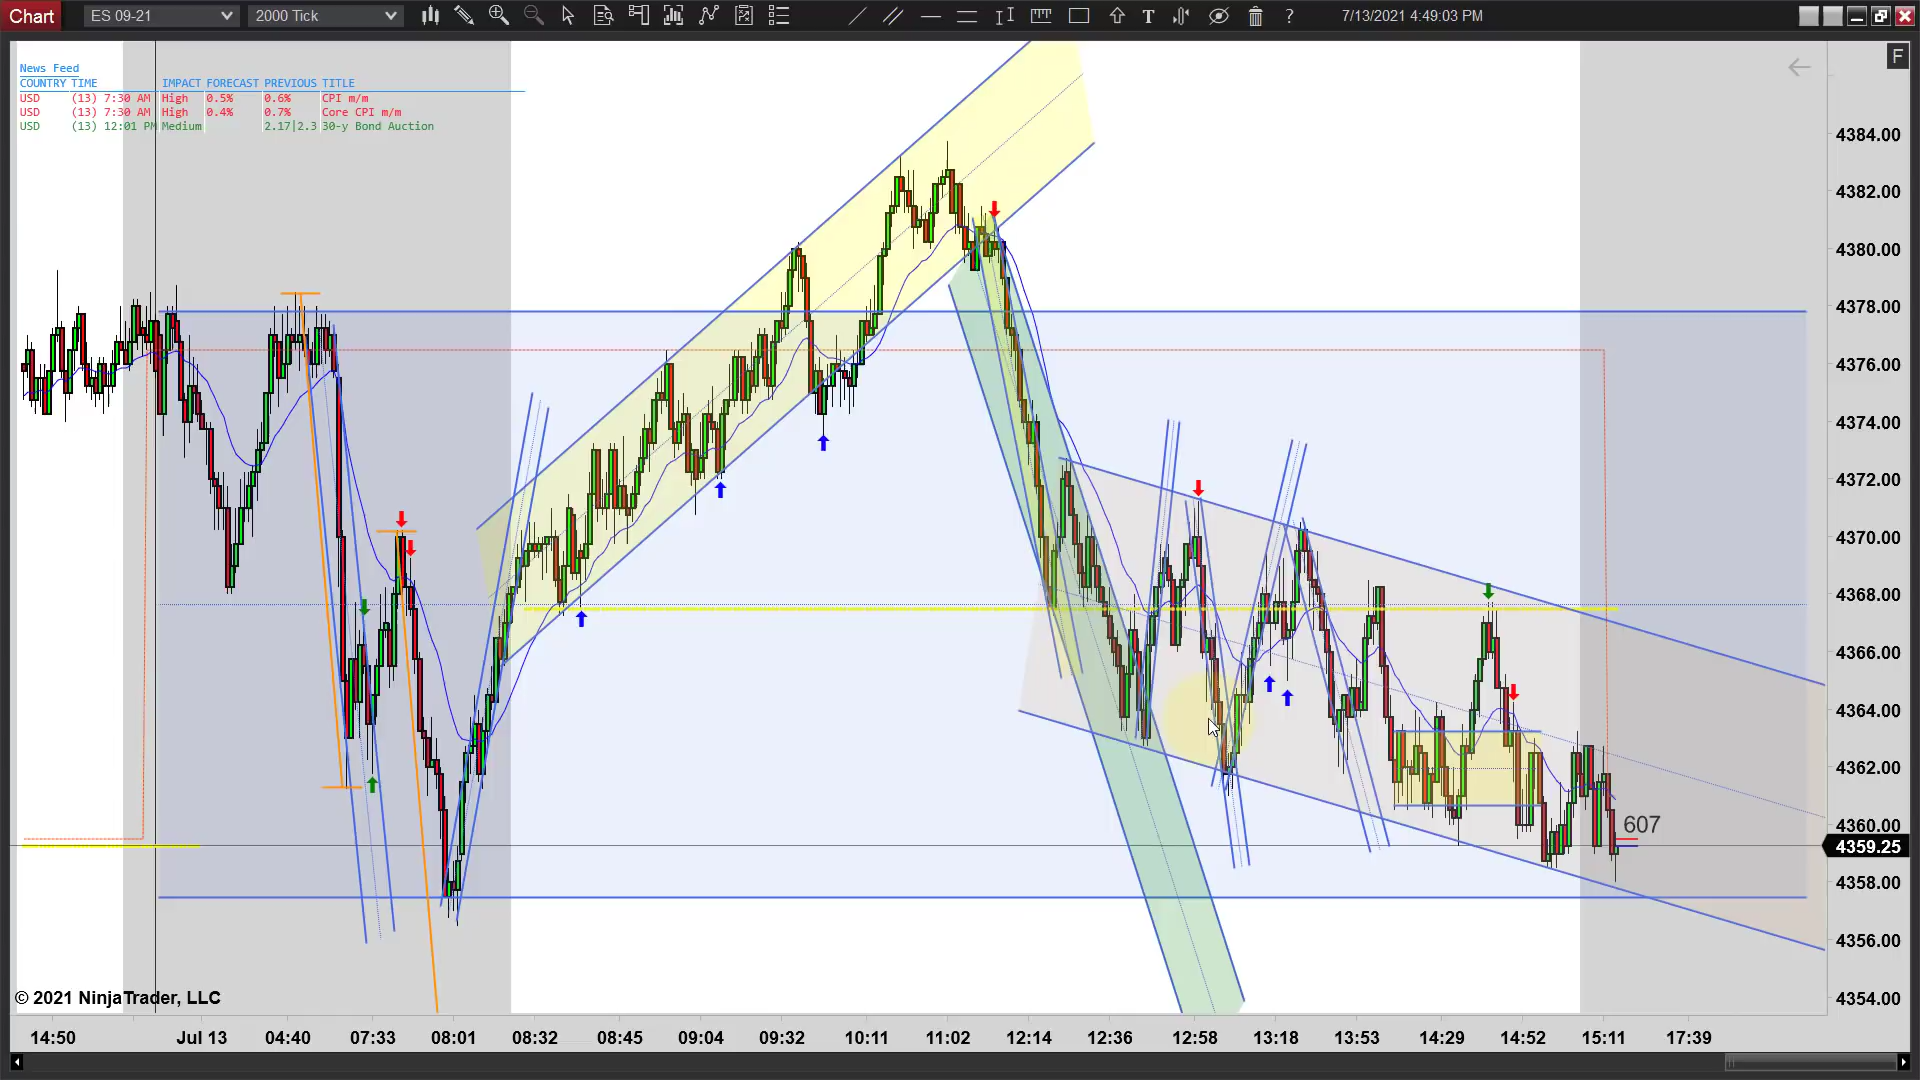 Chart ES 09-21 2000 Tick T ? 7/13/2021 4:49:03 PM
F
News Feed
COUNTRY TIME IMPACT FORECAST PREVIOUS TITLE
USD (13) 7:30 AM High 0.5% 0.6% CPI m/m
USD (13) 7:30 AM High 0.4% 0.7% Core CPI m/m
USD (13) 12:01 PM Medium 2.17|2.3 30-y Bond Auction
4384.00
4382.00
4380.00
4378.00
4376.00
4374.00
4372.00
4370.00
4368.00
4366.00
4364.00
4362.00
607
4360.00
4359.25
4358.00
4356.00
4354.00
© 2021 NinjaTrader, LLC
14:50 Jul 13 04:40 07:33 08:01 08:32 08:45 09:04 09:32 10:11 11:02 12:14 12:36 12:58 13:18 13:53 14:29 14:52 15:11 17:39